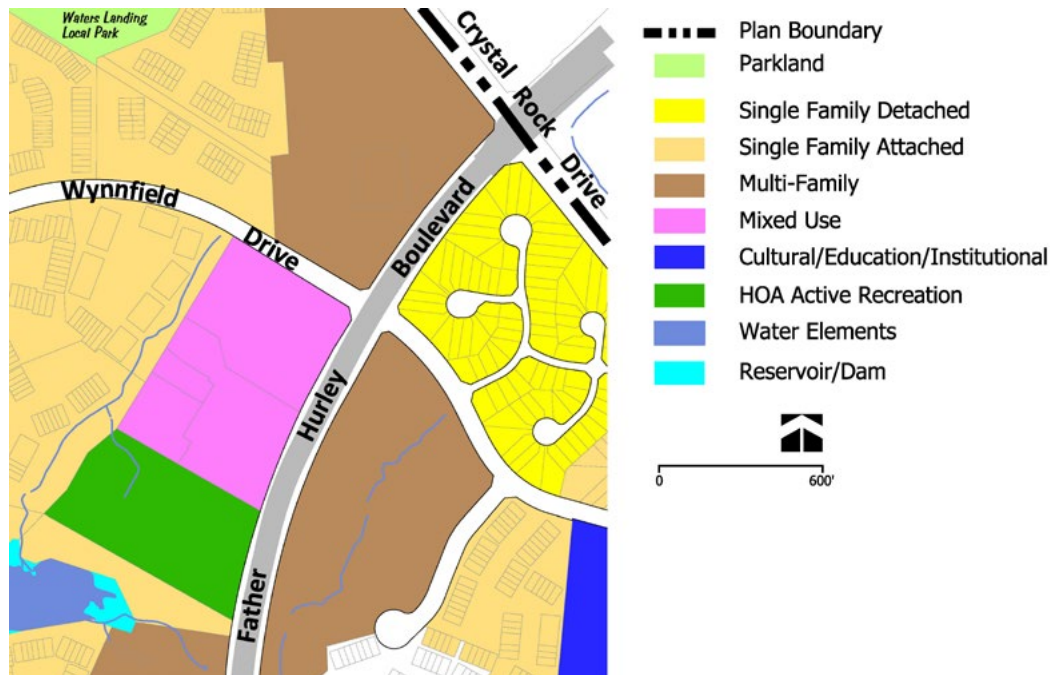 Waters Landing
Local Park
Crystal Rock Drive
Wynnfield Drive
Father Hurley Boulevard
Plan Boundary
Parkland
Single Family Detached
Single Family Attached
Multi-Family
Mixed Use
Cultural/Education/Institutional
HOA Active Recreation
Water Elements
Reservoir/Dam
0 600'